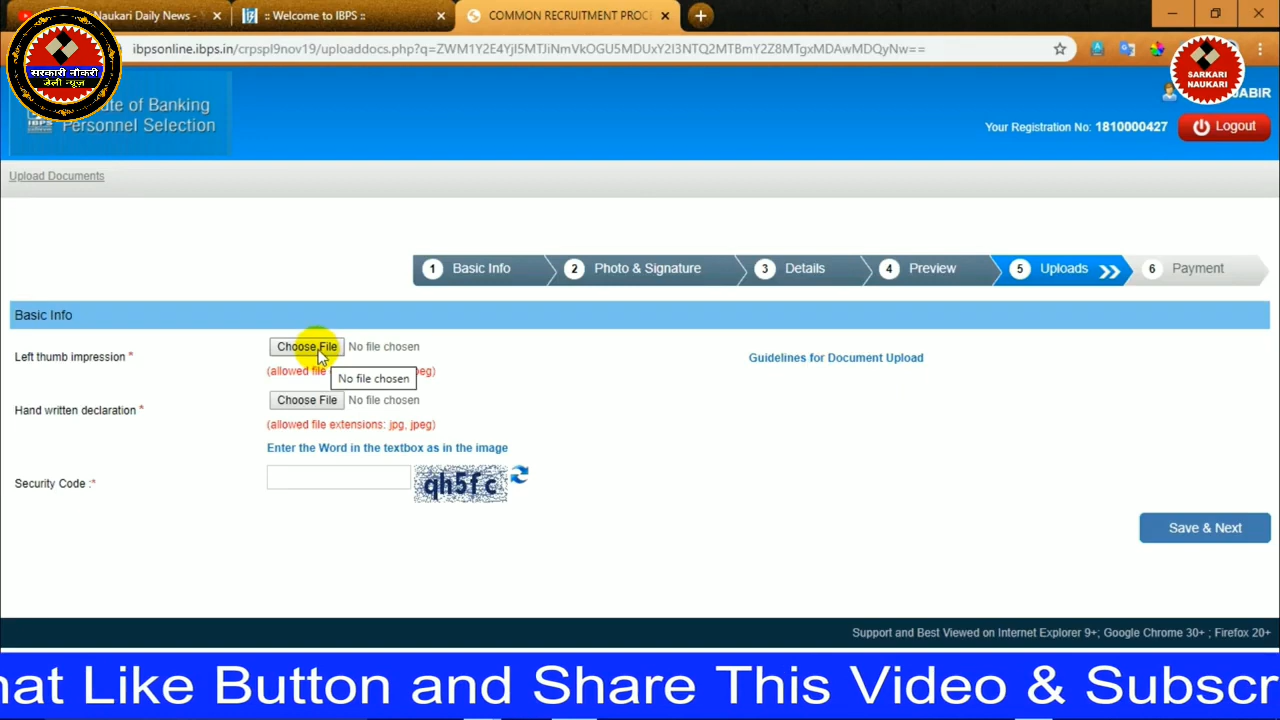 Naukari Daily News -
:: Welcome to IBPS ::
COMMON RECRUITMENT PROC
ibpsonline.ibps.in/crpspl9nov19/uploaddocs.php?q=ZWM1Y2E4YjI5MTJiNmVkOGU5MDUxY2I3NTQ2MTBmY2Z8MTgxMDAwMDQyNw==
सरकारी नौकरी
डेली न्यूज़
SARKARI
NAUKARI
JABIR
ute of Banking
Personnel Selection
IBPS
Your Registration No: 1810000427
Logout
Upload Documents
1 Basic Info
2 Photo & Signature
3 Details
4 Preview
5 Uploads
6 Payment
Basic Info
Left thumb impression *
Choose File No file chosen
(allowed file peg)
No file chosen
Guidelines for Document Upload
Hand written declaration *
Choose File No file chosen
(allowed file extensions: jpg, jpeg)
Enter the Word in the textbox as in the image
Security Code :*
qh5fc
Save & Next
Support and Best Viewed on Internet Explorer 9+; Google Chrome 30+ ; Firefox 20+
hat Like Button and Share This Video & Subscr